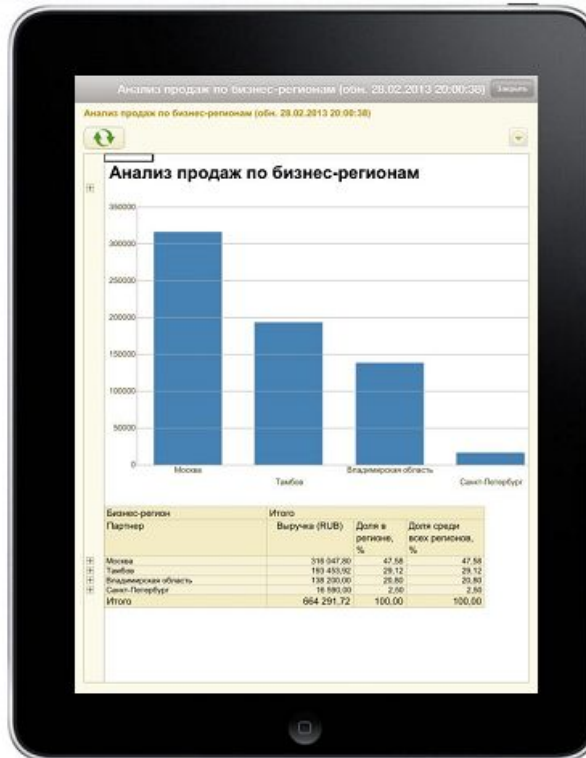 Анализ продаж по бизнес-регионам (обн. 28.02.2013 20:00:38) Закрыть
Анализ продаж по бизнес-регионам (обн. 28.02.2013 20:00:38)
Анализ продаж по бизнес-регионам
350000
300000
250000
200000
150000
100000
50000
0
Москва
Тамбов
Владимирская область
Санкт-Петербург
Бизнес-регион Итого
Партнер Выручка (RUB) Доля в Доля среди
регионе, всех регионов,
% %
Москва 316 047,80 47,58 47,58
Тамбов 193 453,92 29,12 29,12
Владимирская область 138 200,00 20,80 20,80
Санкт-Петербург 16 590,00 2,50 2,50
Итого 664 291,72 100,00 100,00